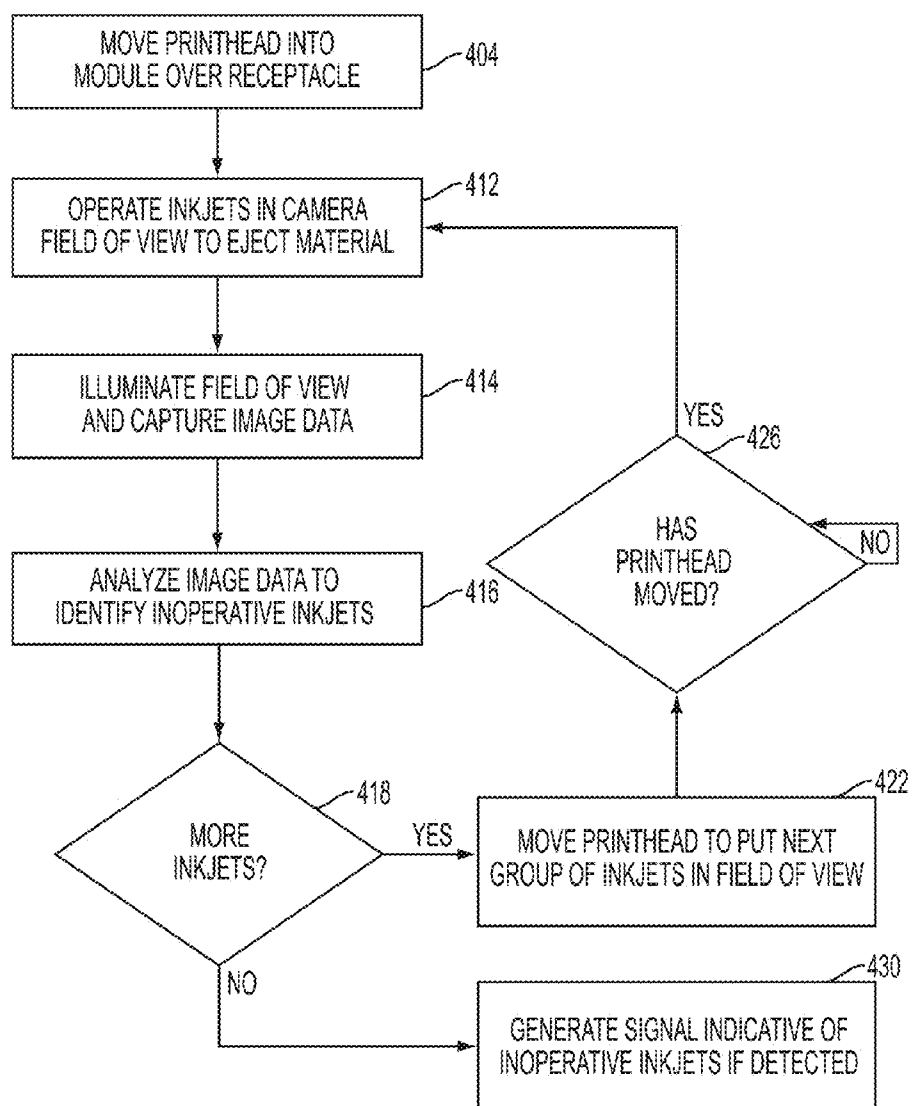 MOVE PRINTHEAD INTO
MODULE OVER RECEPTACLE
404
OPERATE INKJETS IN CAMERA
FIELD OF VIEW TO EJECT MATERIAL
412
ILLUMINATE FIELD OF VIEW
AND CAPTURE IMAGE DATA
414
ANALYZE IMAGE DATA TO
IDENTIFY INOPERATIVE INKJETS
416
MORE
INKJETS?
418
YES
NO
MOVE PRINTHEAD TO PUT NEXT
GROUP OF INKJETS IN FIELD OF VIEW
422
HAS
PRINTHEAD
MOVED?
426
YES
NO
GENERATE SIGNAL INDICATIVE OF
INOPERATIVE INKJETS IF DETECTED
430